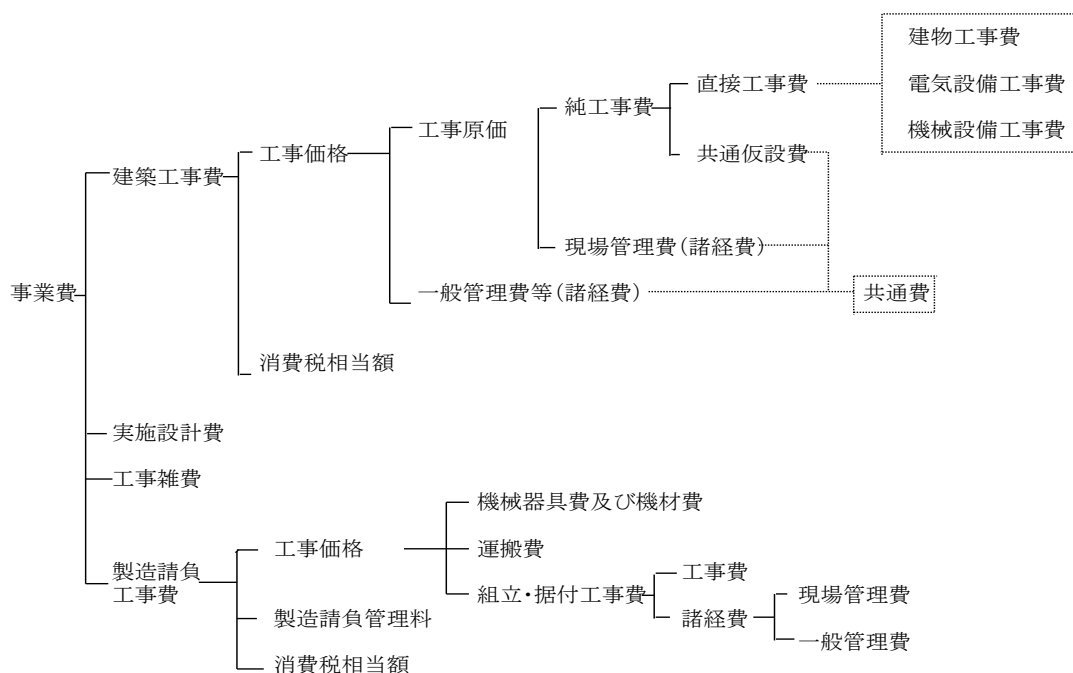 建物工事費
電気設備工事費
機械設備工事費
直接工事費
純工事費
工事原価
工事価格
共通仮設費
建築工事費
現場管理費(諸経費)
事業費
一般管理費等(諸経費)
共通費
消費税相当額
実施設計費
工事雑費
機械器具費及び機材費
工事価格
運搬費
製造請負
工事費
組立・据付工事費
工事費
諸経費
現場管理費
製造請負管理料
一般管理費
消費税相当額